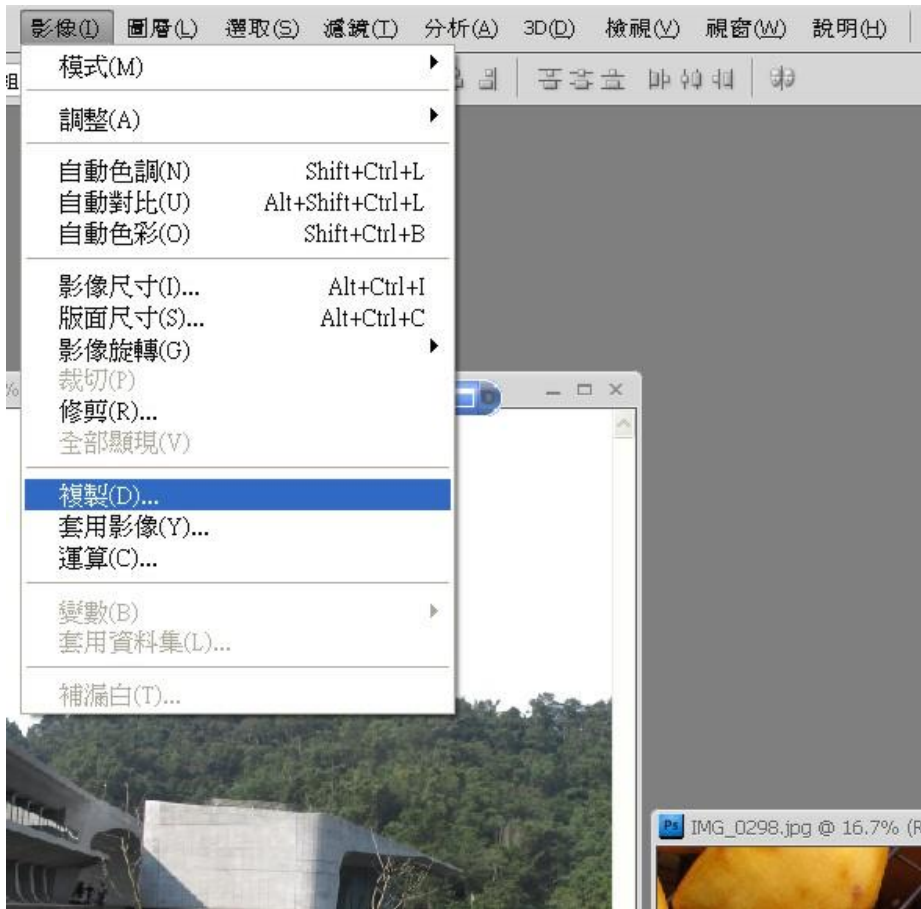 影像(I) 圖層(L) 選取(S) 濾鏡(T) 分析(A) 3D(D) 檢視(V) 視窗(W) 說明(H)
組
模式(M)
調整(A)
自動色調(N) Shift+Ctrl+L
自動對比(U) Alt+Shift+Ctrl+L
自動色彩(O) Shift+Ctrl+B
影像尺寸(I)... Alt+Ctrl+I
版面尺寸(S)... Alt+Ctrl+C
影像旋轉(G)
裁切(P)
%
修剪(R)...
全部顯現(V)
複製(D)...
套用影像(Y)...
運算(C)...
變數(B)
套用資料集(L)...
補漏白(T)...
Ps IMG_0298.jpg @ 16.7% (R